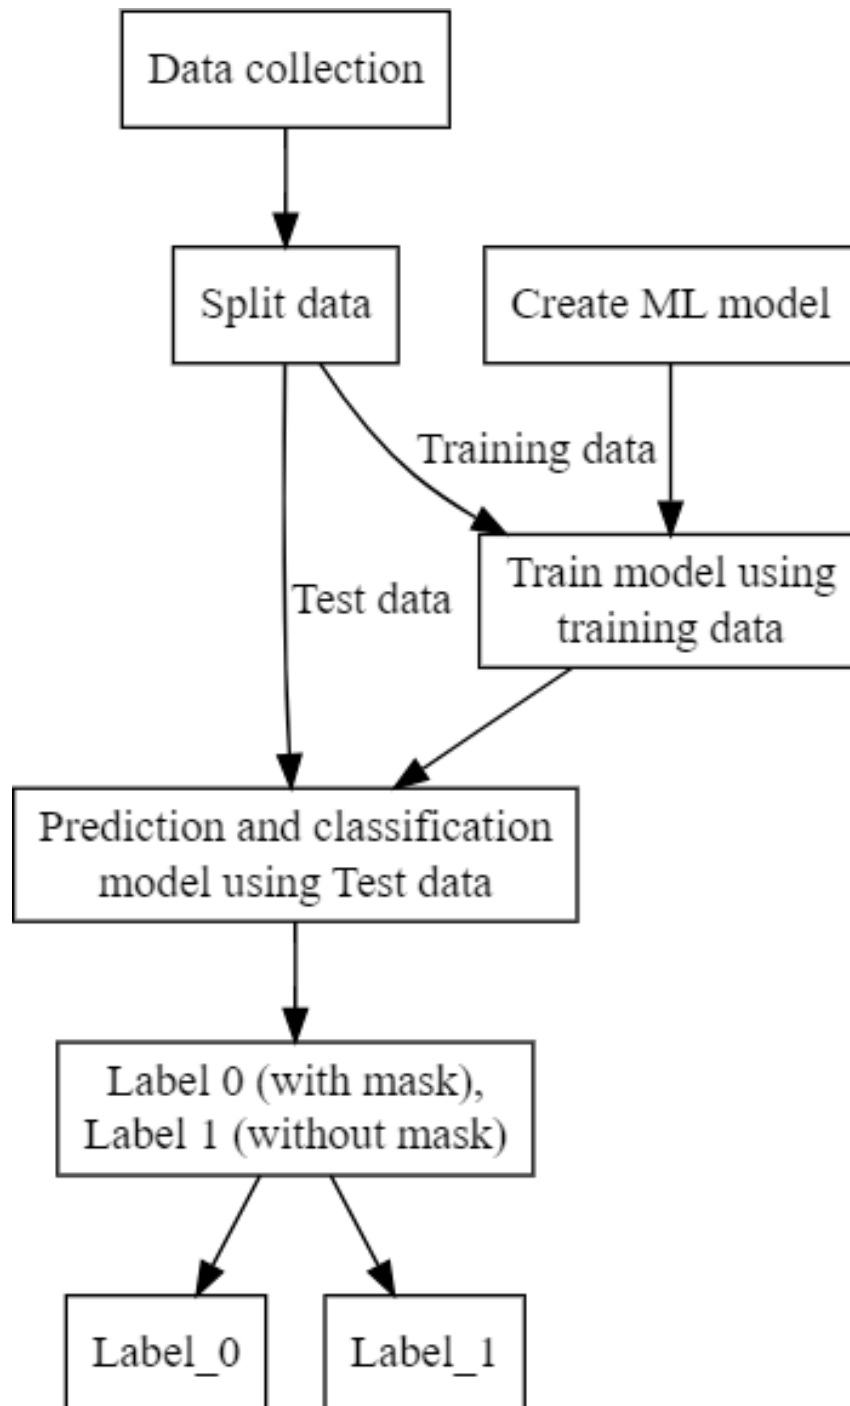 Data collection
Split data
Create ML model
Training data
Train model using
training data
Test data
Prediction and classification
model using Test data
Label 0 (with mask),
Label 1 (without mask)
Label_0
Label_1